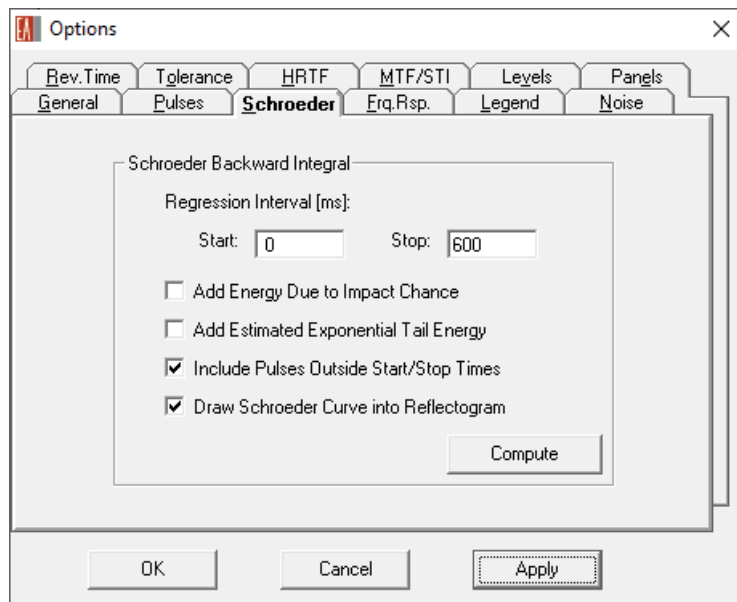 EA Options
Rev.Time Tolerance HRTF MTF/STI Levels Panels
General Pulses Schroeder Frq.Rsp. Legend Noise
Schroeder Backward Integral
Regression Interval [ms]:
Start: 0 Stop: 600
Add Energy Due to Impact Chance
Add Estimated Exponential Tail Energy
Include Pulses Outside Start/Stop Times
Draw Schroeder Curve into Reflectogram
Compute
OK Cancel Apply